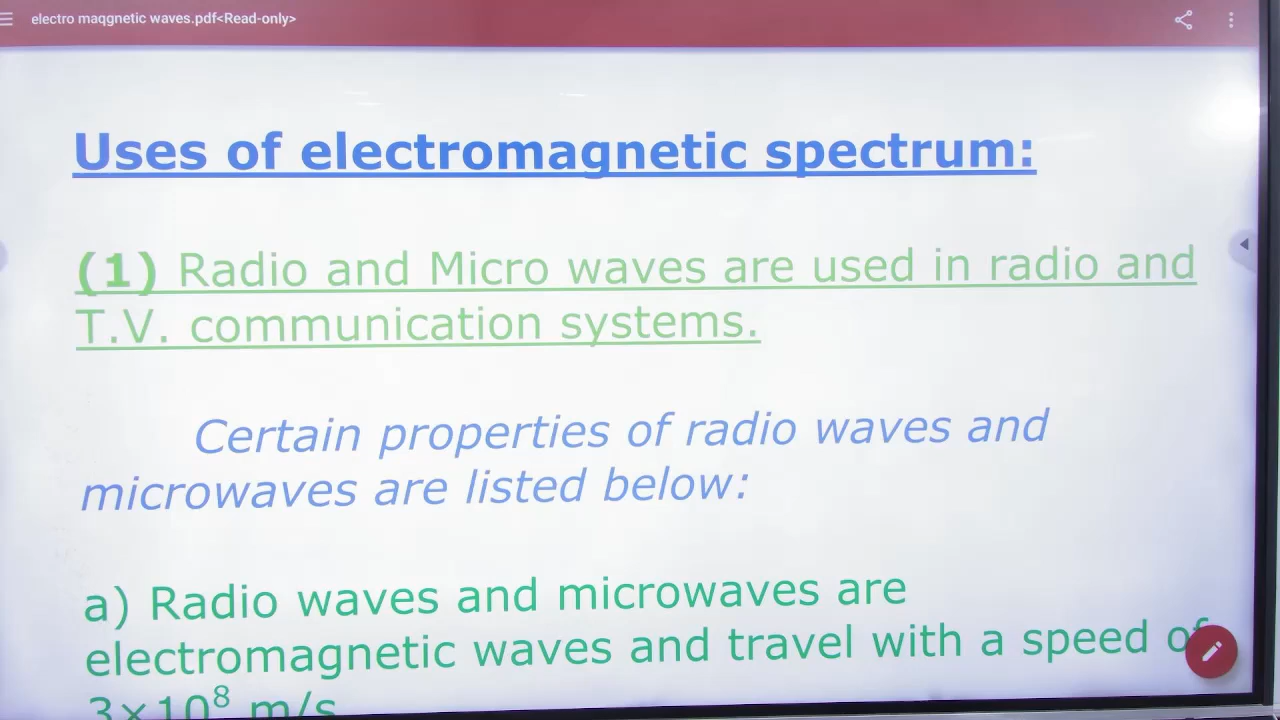 electro maqgnetic waves.pdf<Read-only>
Uses of electromagnetic spectrum:
(1) Radio and Micro waves are used in radio and
T.V. communication systems.
Certain properties of radio waves and
microwaves are listed below:
a) Radio waves and microwaves are
electromagnetic waves and travel with a speed of
3×10⁸ m/s